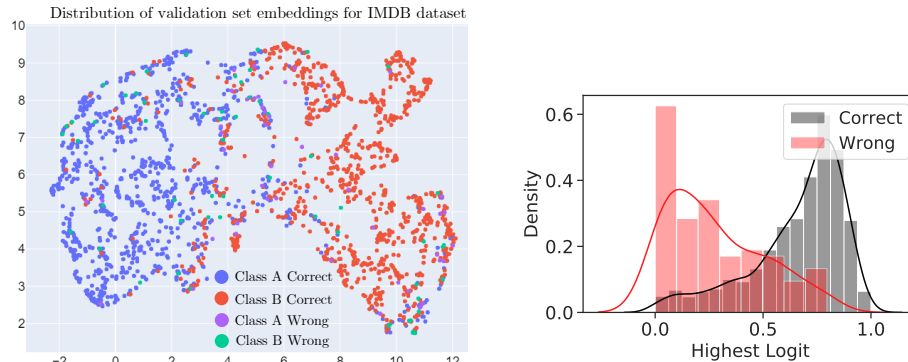 Distribution of validation set embeddings for IMDB dataset
10
9
8
7
6
5
4
3
2
−2
0
2
4
6
8
10
12
Class A Correct
Class B Correct
Class A Wrong
Class B Wrong
Density
0.6
0.4
0.2
0.0
0.0
0.5
1.0
Highest Logit
Correct
Wrong